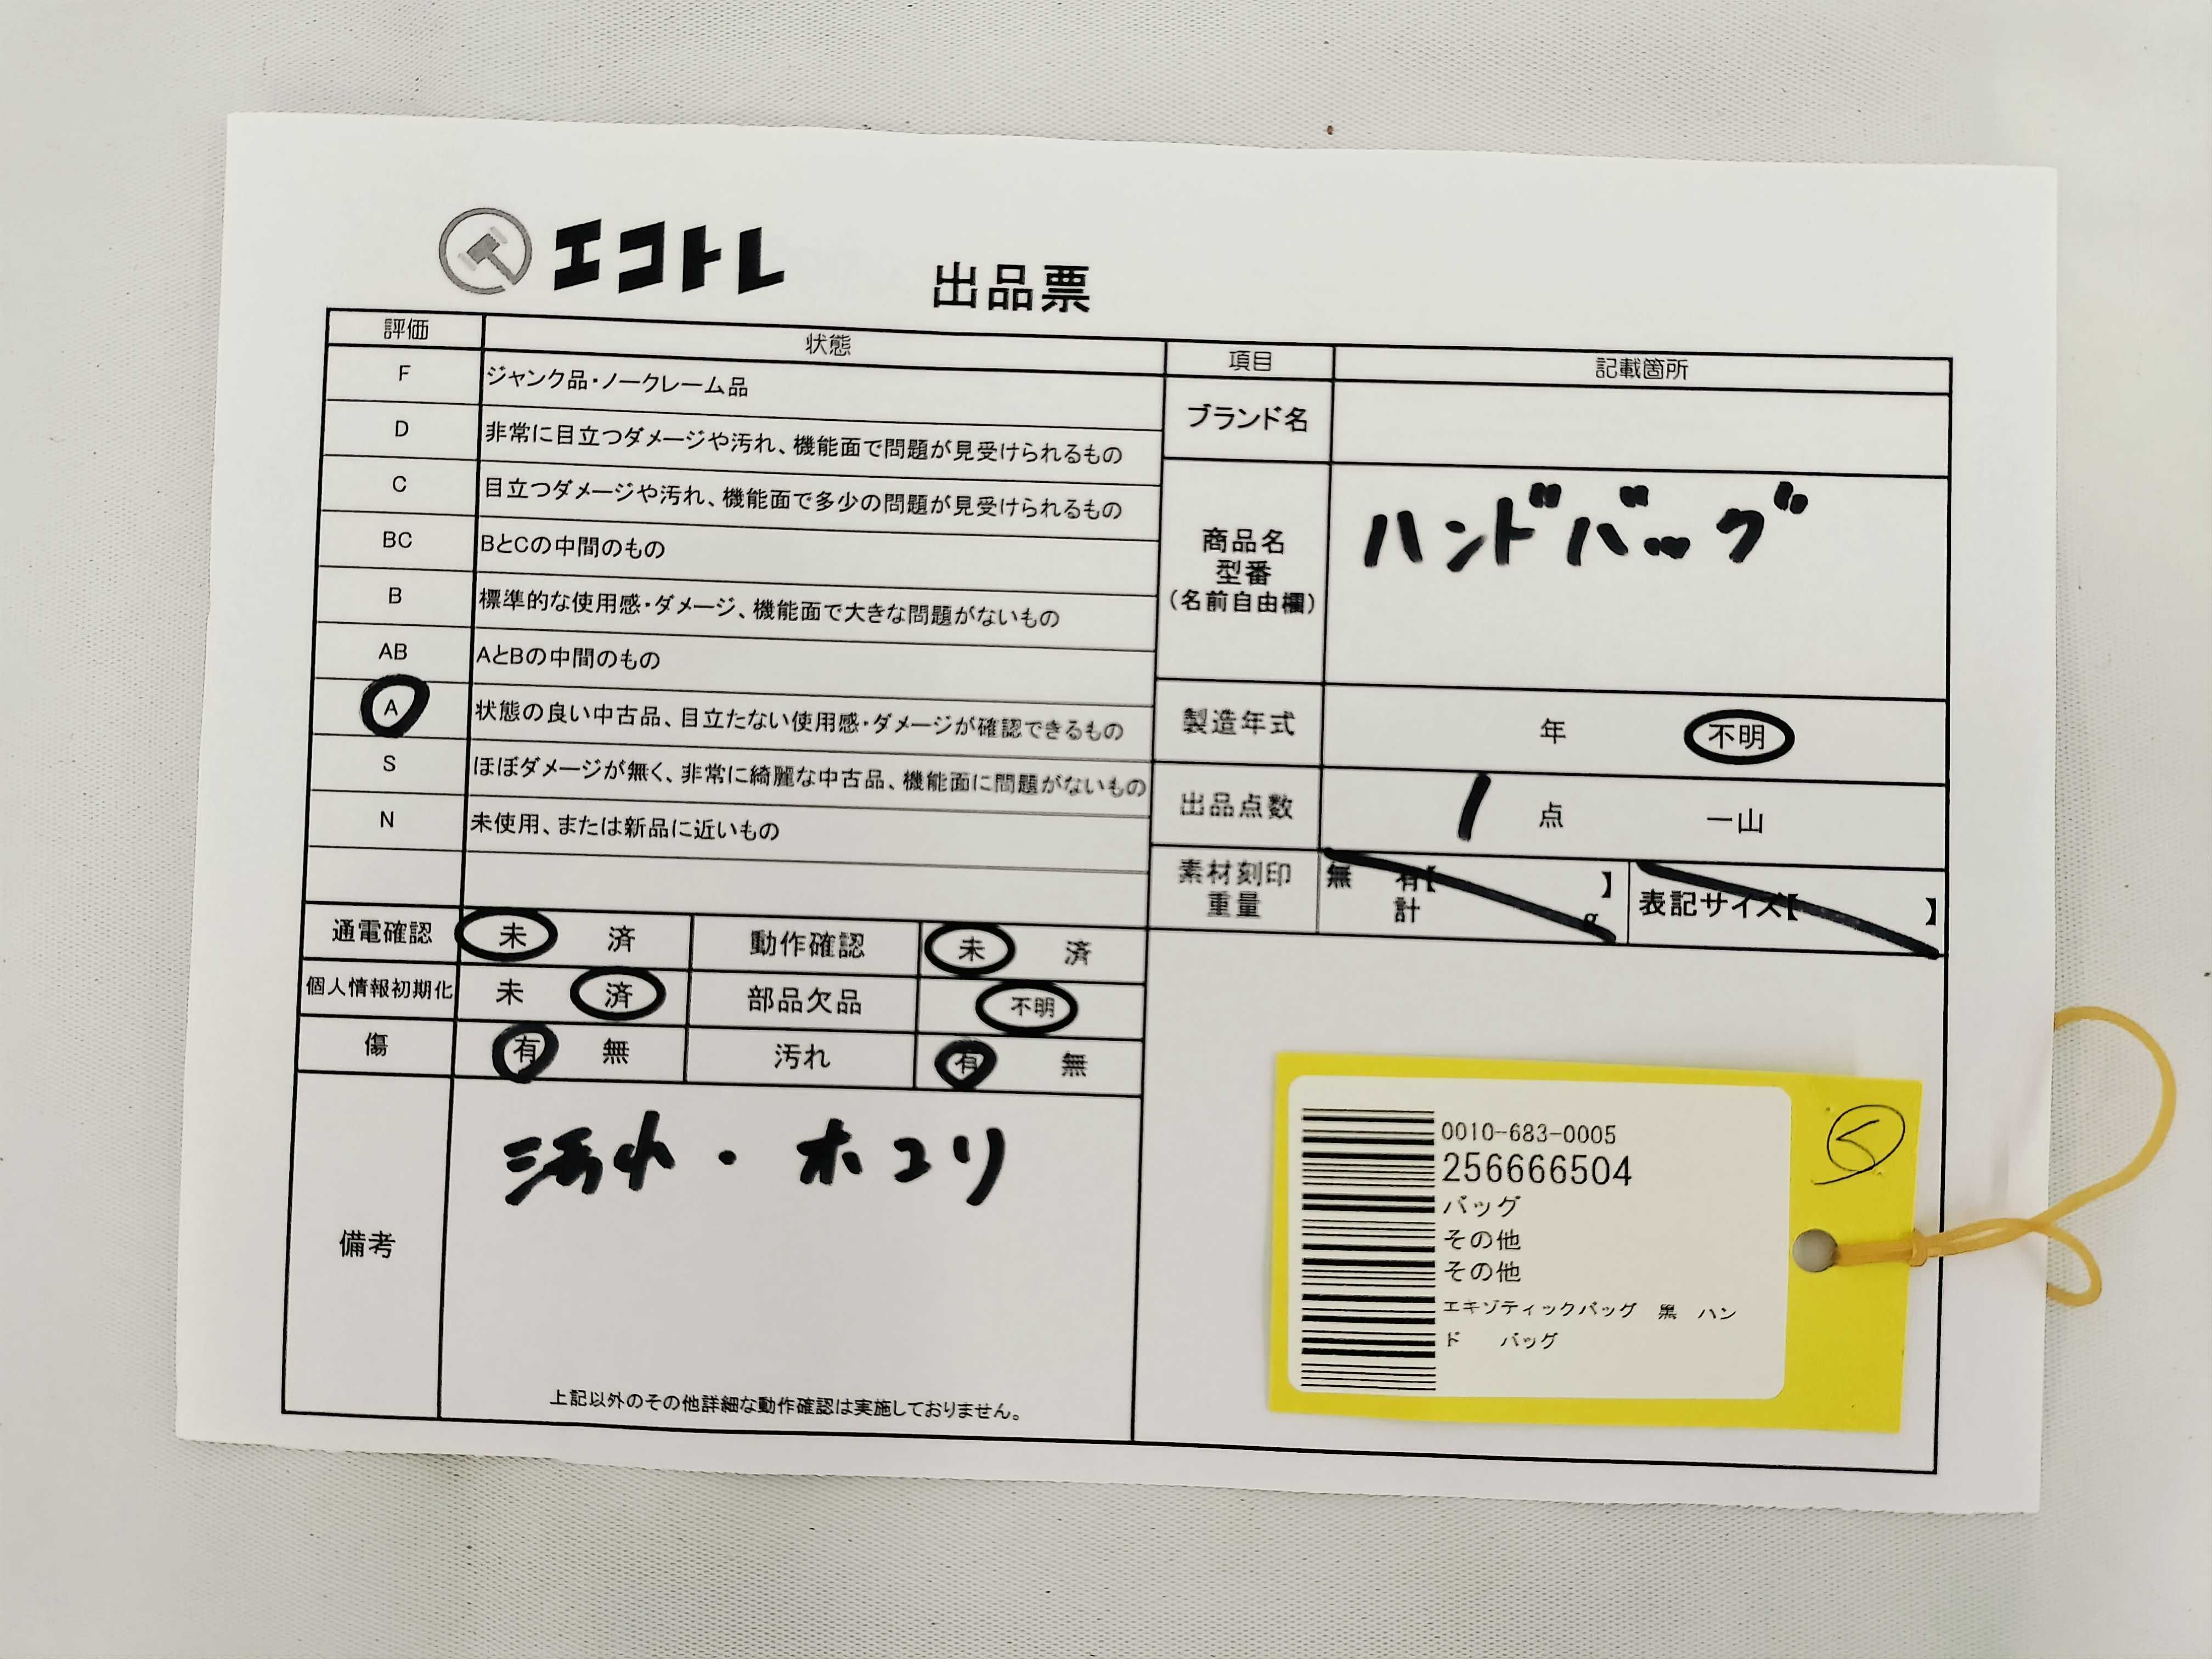 エコトレ
出品票
評価 状態
F ジャンク品・ノークレーム品
D 非常に目立つダメージや汚れ、機能面で問題が見受けられるもの
C 目立つダメージや汚れ、機能面で多少の問題が見受けられるもの
BC BとCの中間のもの
B 標準的な使用感・ダメージ、機能面で大きな問題がないもの
AB AとBの中間のもの
A 状態の良い中古品、目立たない使用感・ダメージが確認できるもの
S ほぼダメージが無く、非常に綺麗な中古品、機能面に問題がないもの
N 未使用、または新品に近いもの
項目 記載箇所
ブランド名
商品名
型番
(名前自由欄)
ハンドバッグ
製造年式 年 不明
出品点数 1 点 一山
素材刻印
重量
無 有【 】
計 g
表記サイズ【 】
通電確認 未 済 動作確認 未 済
個人情報初期化 未 済 部品欠品 不明
傷 有 無 汚れ 有 無
備考
汚れ・ホコリ
上記以外のその他詳細な動作確認は実施しておりません。
0010-683-0005
256666504
バッグ
その他
その他
エキゾティックバッグ 黒 ハン
ド バッグ